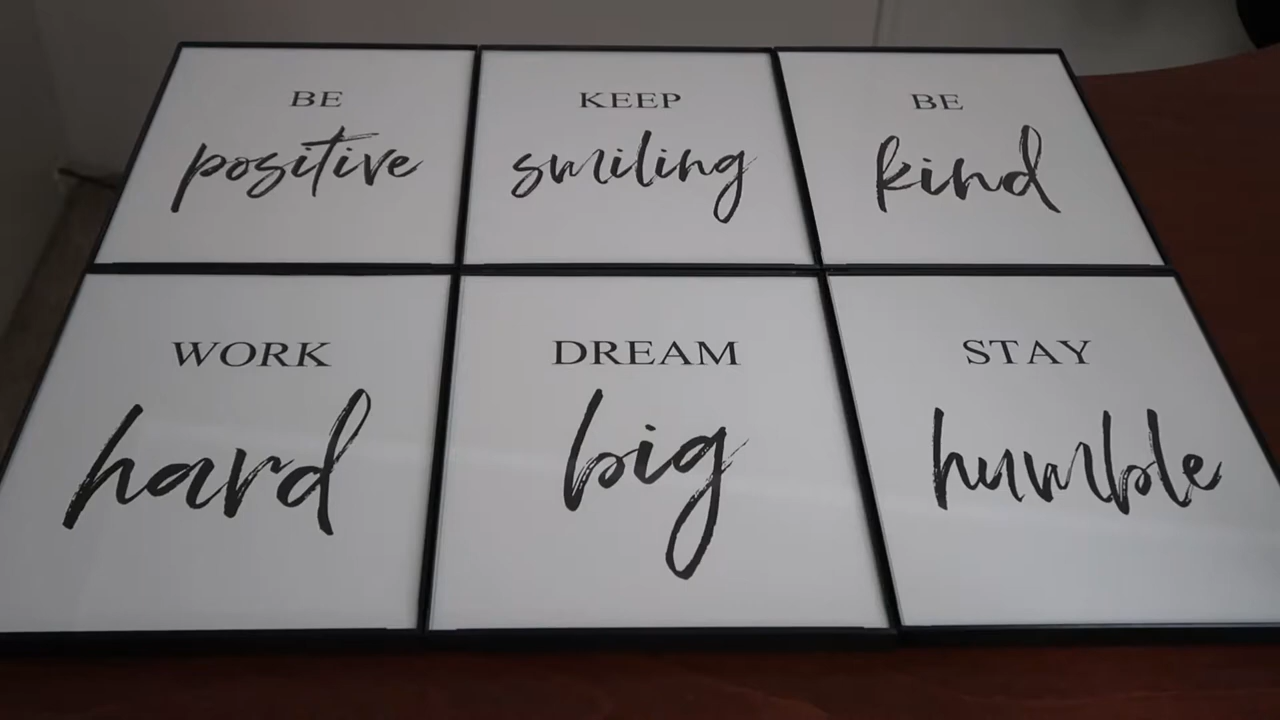 BE
positive
KEEP
smiling
BE
kind
WORK
hard
DREAM
big
STAY
humble